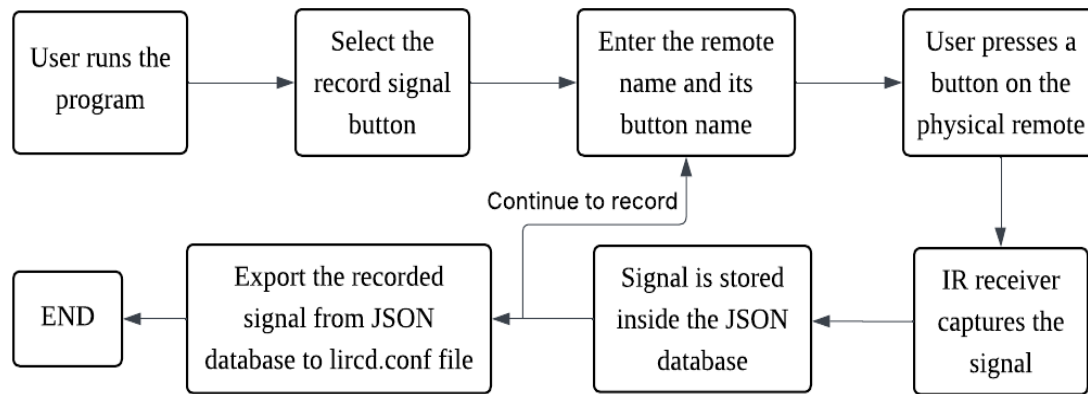 User runs the
program
Select the
record signal
button
Enter the remote
name and its
button name
User presses a
button on the
physical remote
Continue to record
IR receiver
captures the
signal
Signal is stored
inside the JSON
database
Export the recorded
signal from JSON
database to lircd.conf file
END